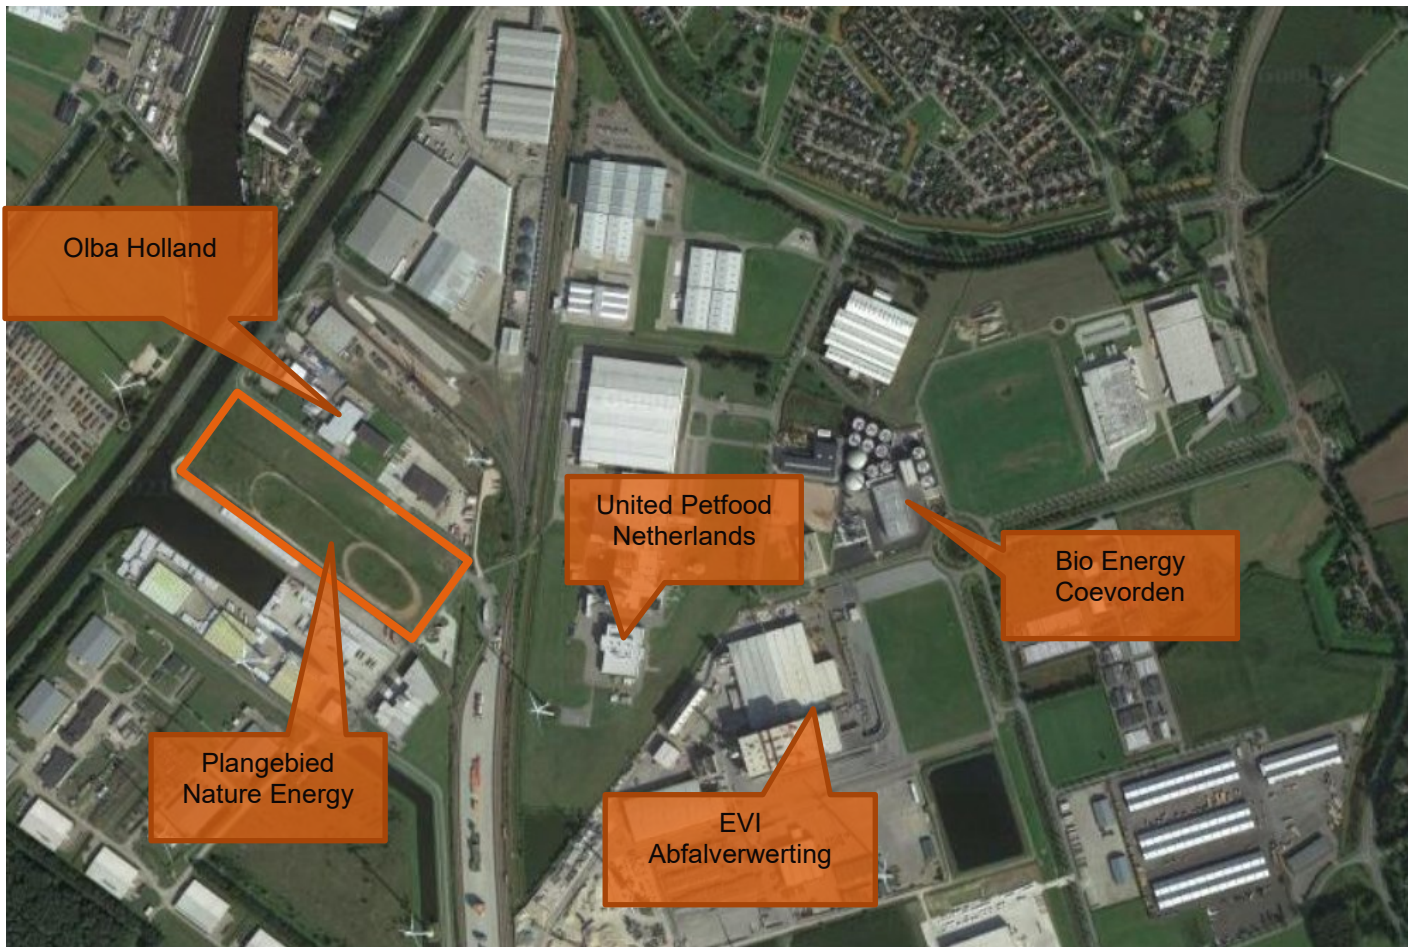 Olba Holland
United Petfood
Netherlands
Bio Energy
Coevorden
Plangebied
Nature Energy
EVI
Abfalverwerting